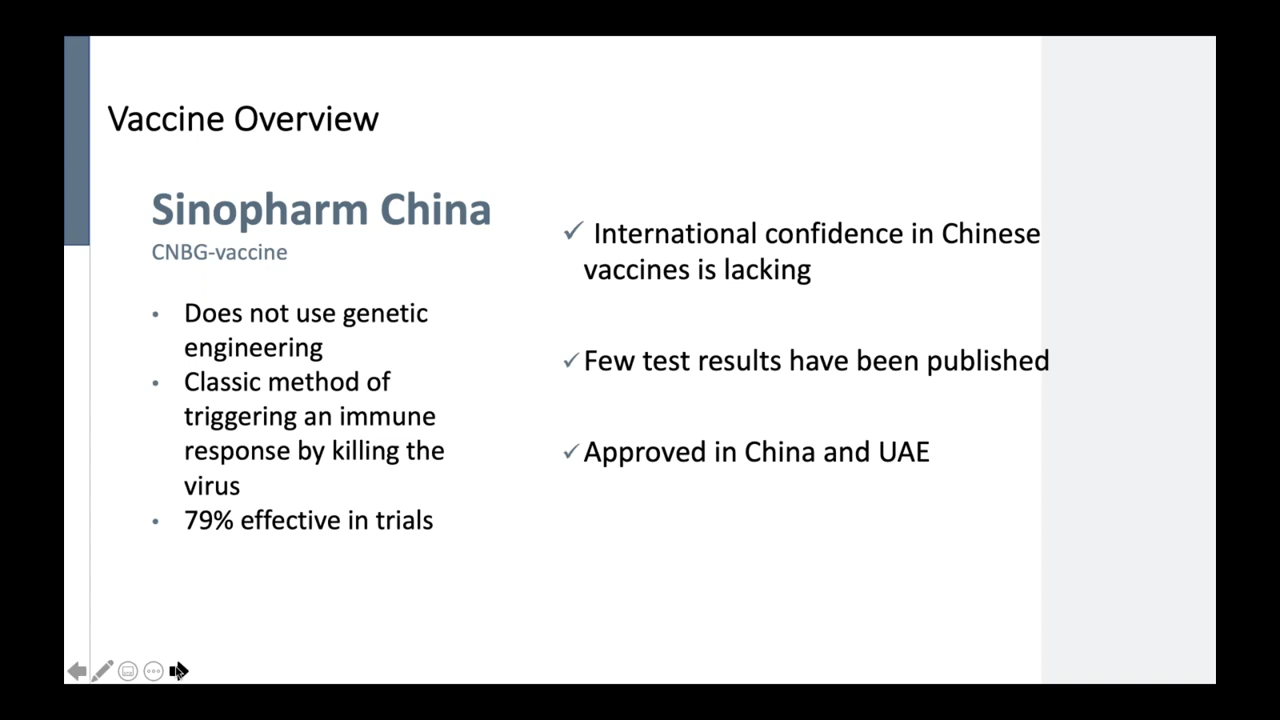 Vaccine Overview
Sinopharm China
CNBG-vaccine
• Does not use genetic
engineering
• Classic method of
triggering an immune
response by killing the
virus
• 79% effective in trials
✓ International confidence in Chinese
vaccines is lacking
✓ Few test results have been published
✓ Approved in China and UAE